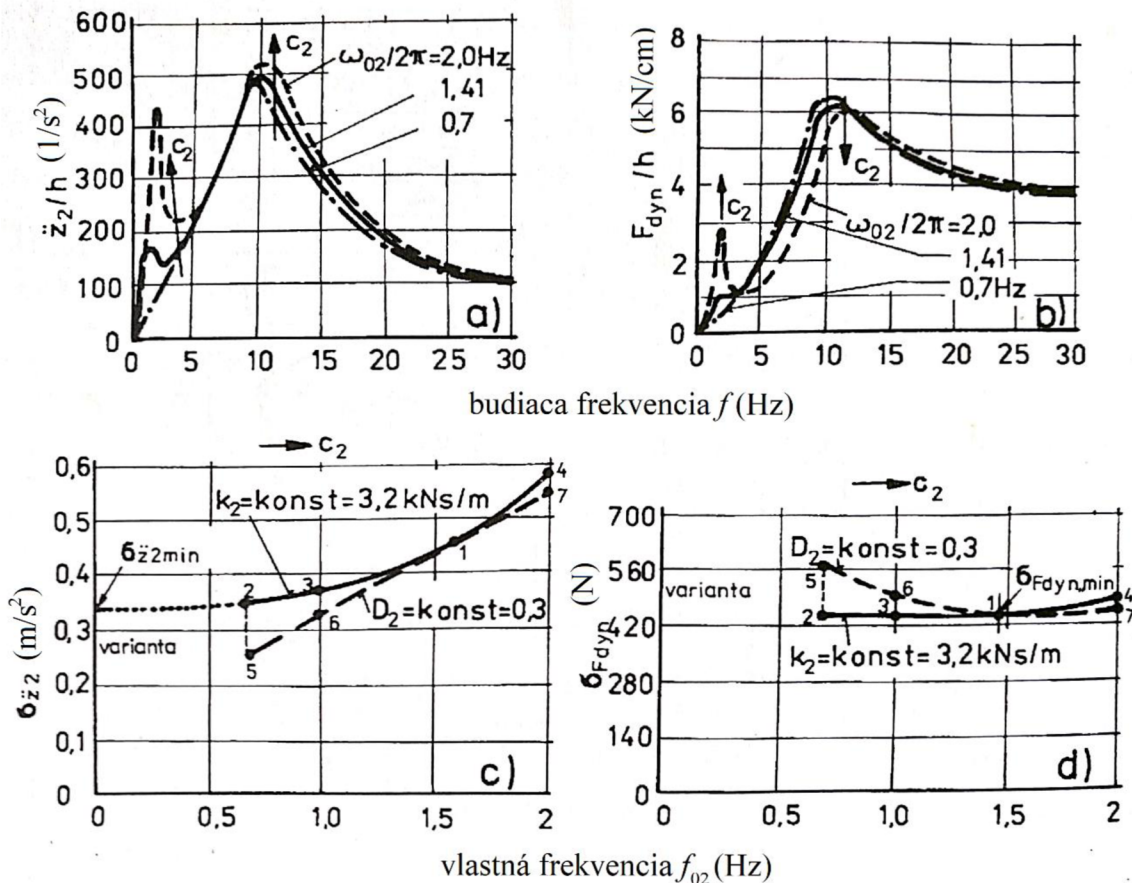 600
500
400
300
200
100
0
z̈₂/h (1/s²)
c₂
c₂
ω₀₂/2π=2,0Hz
1,41
0,7
a)
0 5 10 15 20 25 30
8
6
4
2
0
F_dyn/h (kN/cm)
c₂
c₂
ω₀₂/2π=2,0
1,41
0,7Hz
b)
0 5 10 15 20 25 30
budiaca frekvencia f (Hz)
c₂
0,6
0,5
0,4
0,3
0,2
0,1
0
σz̈₂ (m/s²)
k₂=konst=3,2kNs/m
σz̈2min
4
7
1
2
3
6
5
D₂=konst=0,3
varianta
c)
0 0,5 1,0 1,5 2
c₂
700
560
420
280
140
0
σFdyn (N)
D₂=konst=0,3
varianta
5
6
σFdyn,min
2
3
1
4
7
k₂=konst=3,2kNs/m
d)
0 0,5 1,0 1,5 2
vlastná frekvencia f₀₂ (Hz)